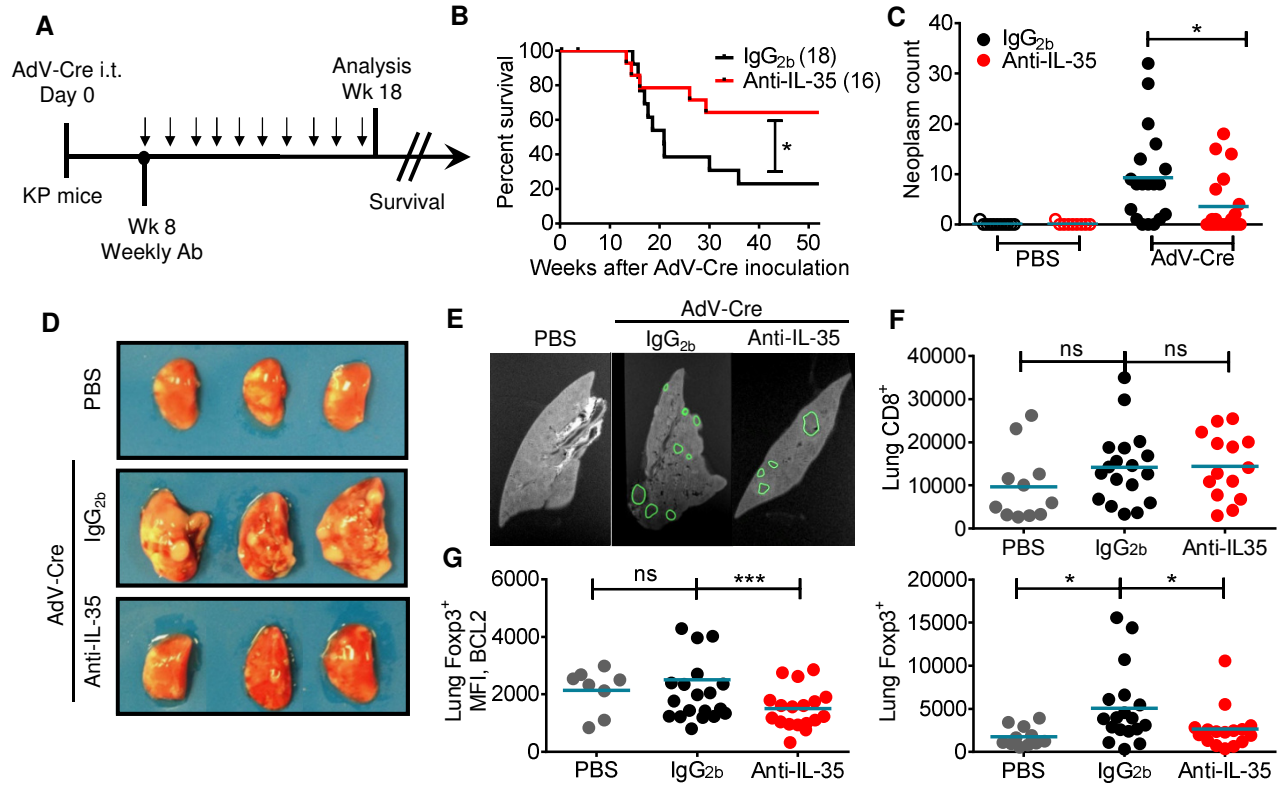 A
AdV-Cre i.t.
Day 0
Analysis
Wk 18
KP mice
Wk 8
Weekly Ab
Survival
B
Percent survival
100
80
60
40
20
0
IgG2b (18)
Anti-IL-35 (16)
*
0 10 20 30 40 50
Weeks after AdV-Cre inoculation
C
Neoplasm count
40
30
20
10
0
IgG2b
Anti-IL-35
*
PBS
AdV-Cre
D
PBS
AdV-Cre
IgG2b
Anti-IL-35
E
AdV-Cre
PBS
IgG2b
Anti-IL-35
F
Lung CD8+
40000
30000
20000
10000
0
ns
ns
PBS
IgG2b
Anti-IL35
G
Lung Foxp3+
MFI, BCL2
6000
4000
2000
0
ns
***
PBS
IgG2b
Anti-IL-35
Lung Foxp3+
20000
15000
10000
5000
0
*
*
PBS
IgG2b
Anti-IL-35